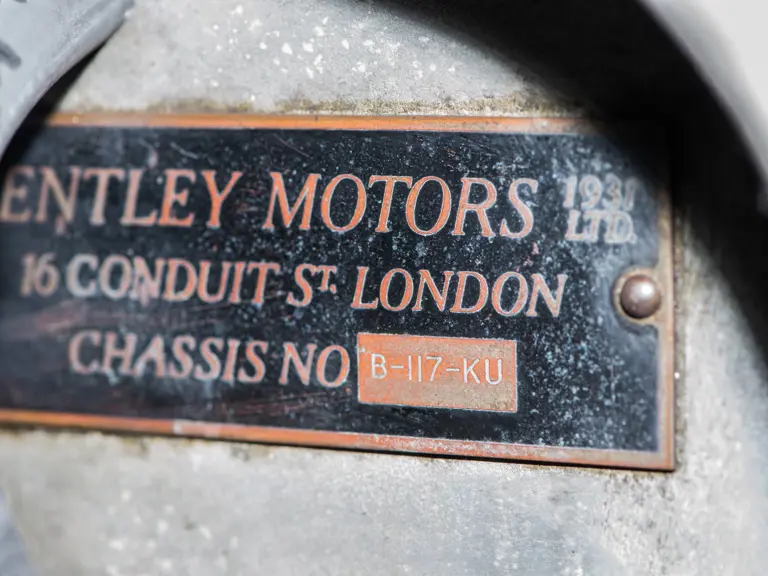 ENTLEY MOTORS 1931 LTD.
16 CONDUIT ST. LONDON
CHASSIS NO B-117-KU